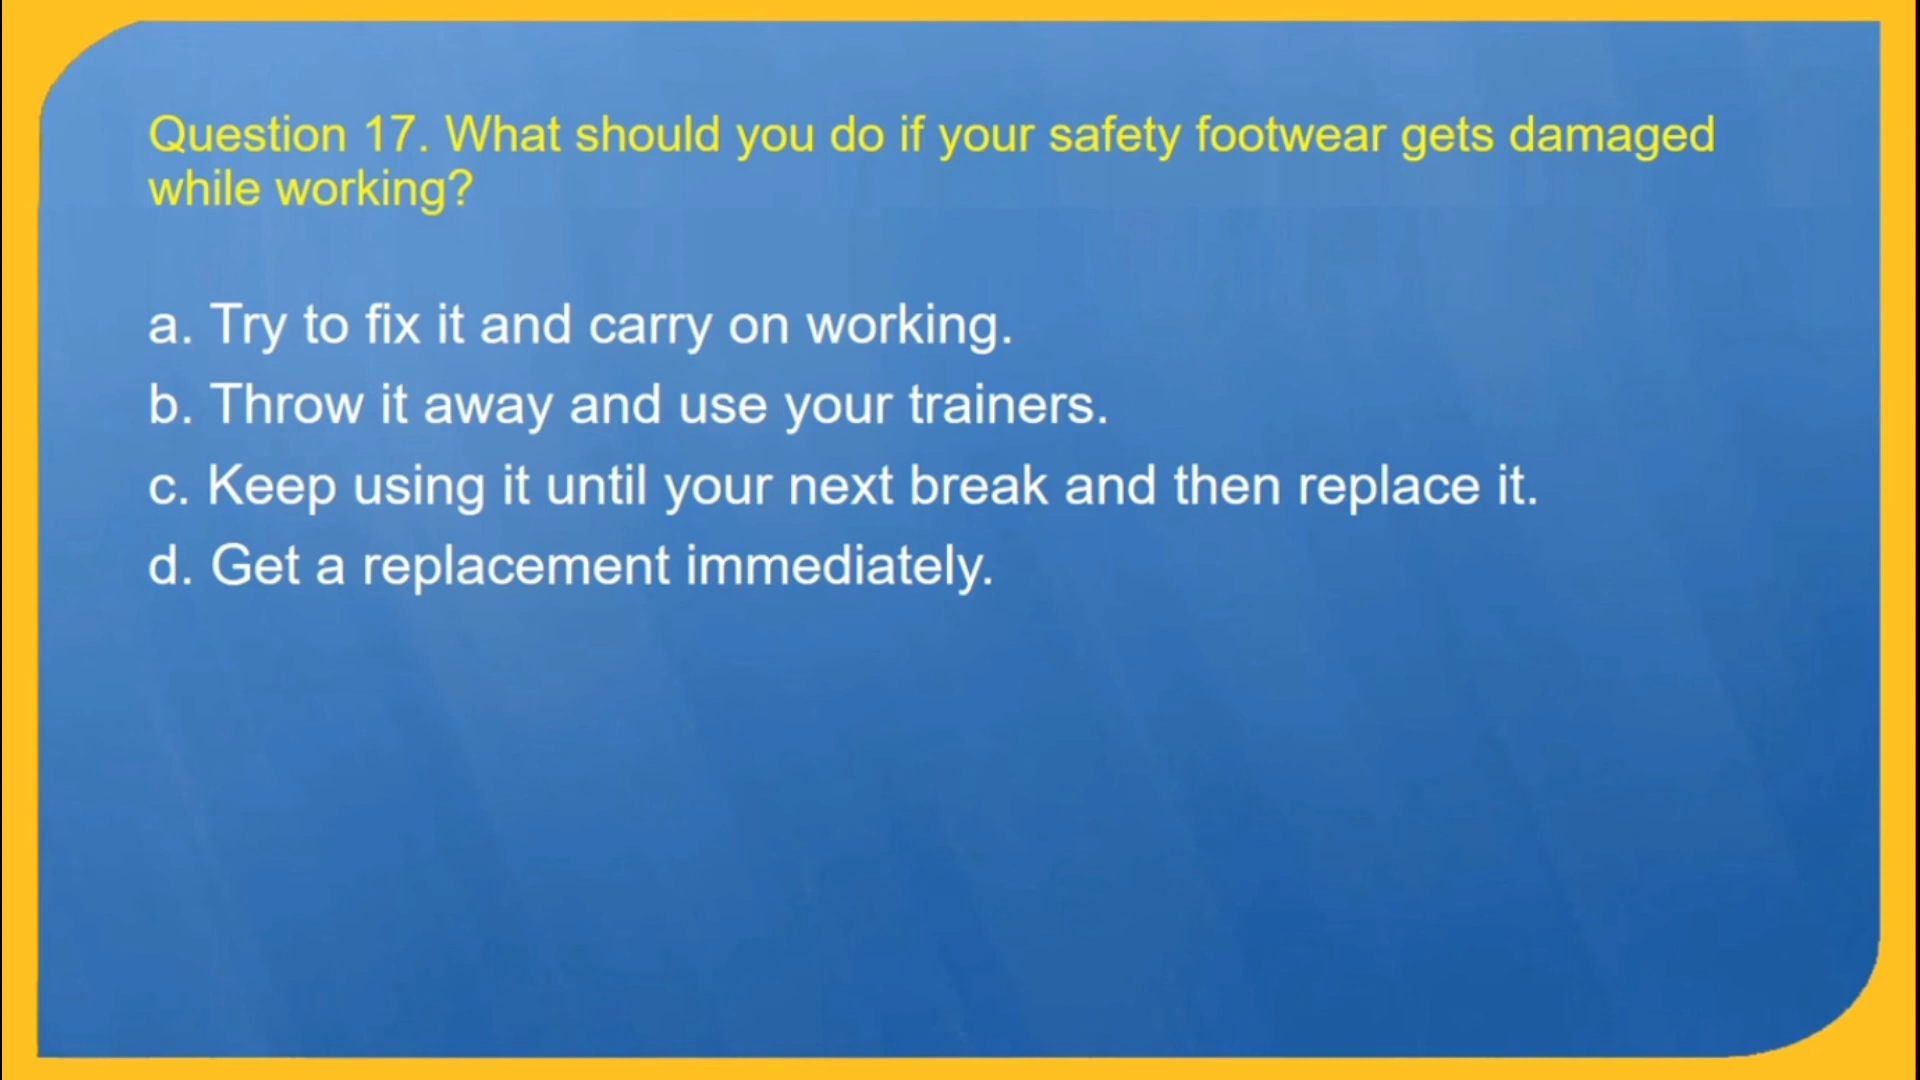 Question 17. What should you do if your safety footwear gets damaged
while working?
a. Try to fix it and carry on working.
b. Throw it away and use your trainers.
c. Keep using it until your next break and then replace it.
d. Get a replacement immediately.